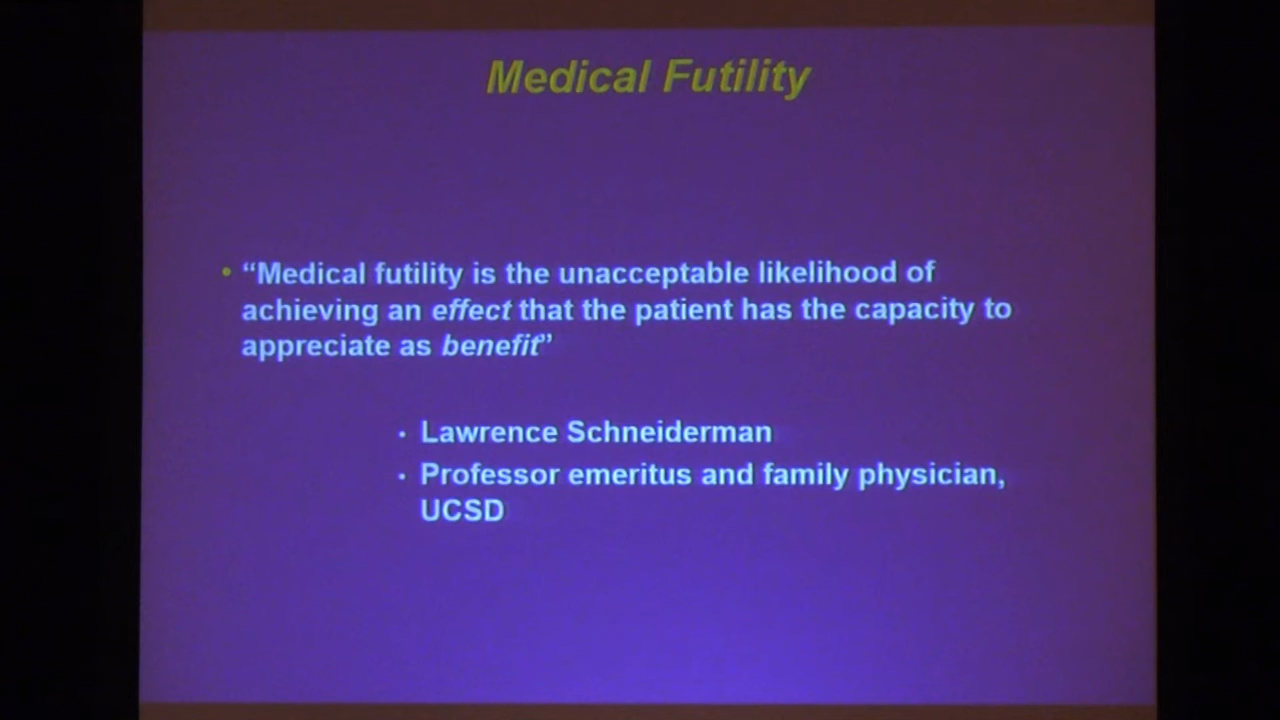 Medical Futility
• “Medical futility is the unacceptable likelihood of
achieving an effect that the patient has the capacity to
appreciate as benefit”
• Lawrence Schneiderman
• Professor emeritus and family physician,
UCSD